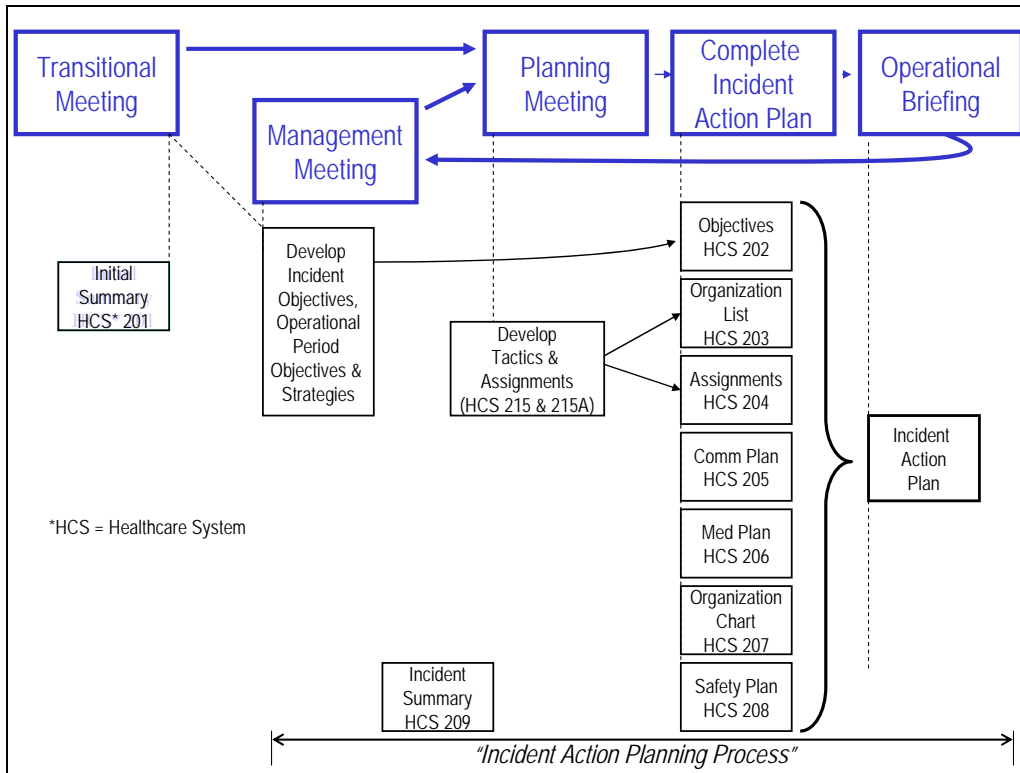 Transitional
Meeting
Management
Meeting
Planning
Meeting
Complete
Incident
Action Plan
Operational
Briefing
Initial
Summary
HCS* 201
Develop
Incident
Objectives,
Operational
Period
Objectives &
Strategies
Develop
Tactics &
Assignments
(HCS 215 & 215A)
Objectives
HCS 202
Organization
List
HCS 203
Assignments
HCS 204
Comm Plan
HCS 205
Med Plan
HCS 206
Organization
Chart
HCS 207
Safety Plan
HCS 208
Incident
Action
Plan
*HCS = Healthcare System
Incident
Summary
HCS 209
“Incident Action Planning Process”